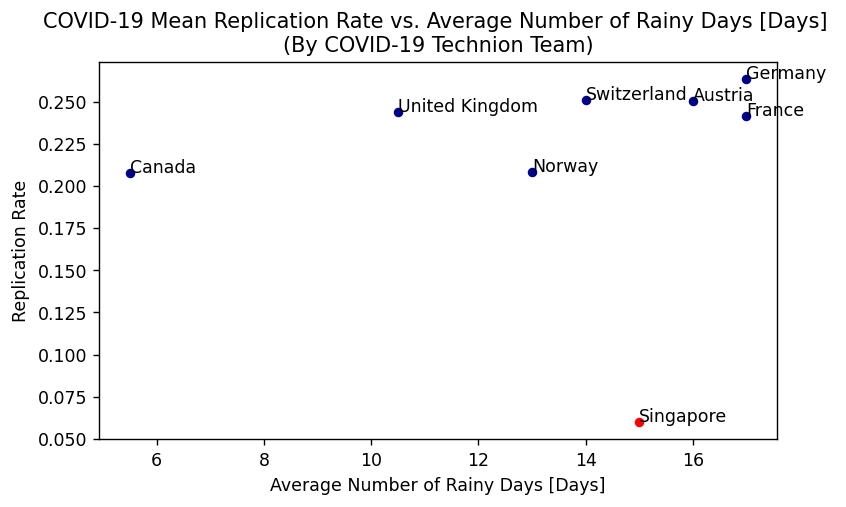 COVID-19 Mean Replication Rate vs. Average Number of Rainy Days [Days]
(By COVID-19 Technion Team)
Germany
Switzerland
Austria
United Kingdom
France
Canada
Norway
Singapore
Replication Rate
0.250
0.225
0.200
0.175
0.150
0.125
0.100
0.075
0.050
6 8 10 12 14 16
Average Number of Rainy Days [Days]